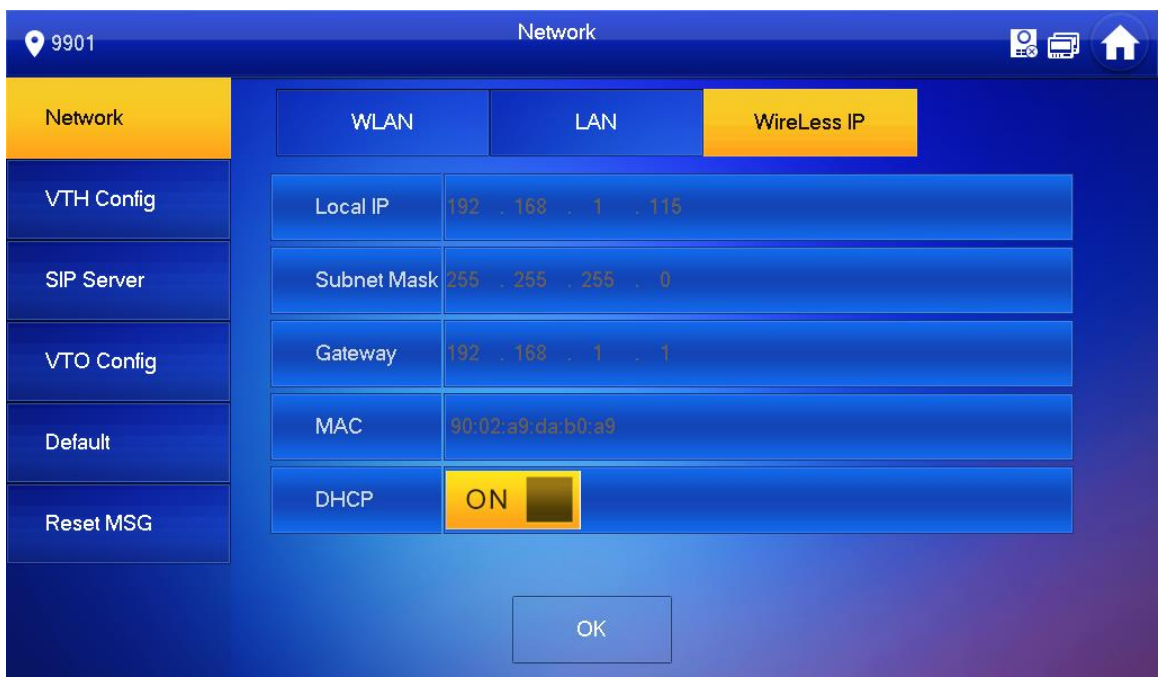 9901
Network
Network
VTH Config
SIP Server
VTO Config
Default
Reset MSG
WLAN
LAN
WireLess IP
Local IP
192 . 168 . 1 . 115
Subnet Mask
255 . 255 . 255 . 0
Gateway
192 . 168 . 1 . 1
MAC
90:02:a9:da:b0:a9
DHCP
ON
OK